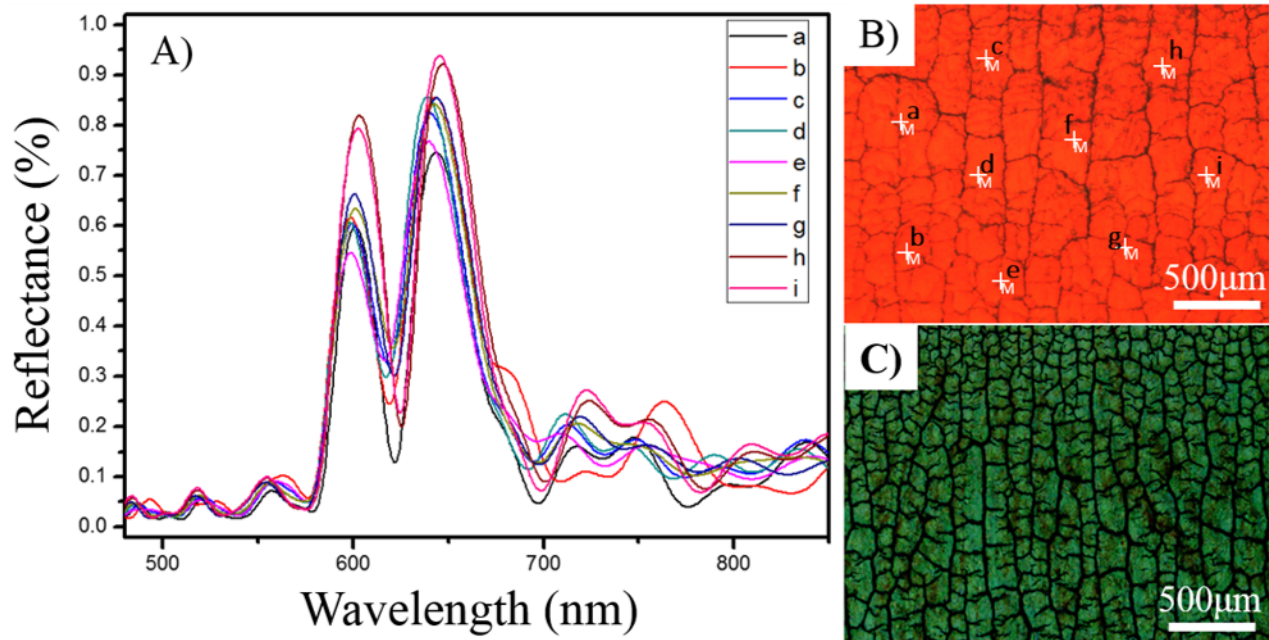 A)
1.0
0.9
0.8
0.7
0.6
0.5
0.4
0.3
0.2
0.1
0.0
Reflectance (%)
500
600
700
800
Wavelength (nm)
a
b
c
d
e
f
g
h
i
B)
c
M
h
M
a
M
f
M
d
M
i
M
b
M
g
M
e
M
500μm
C)
500μm